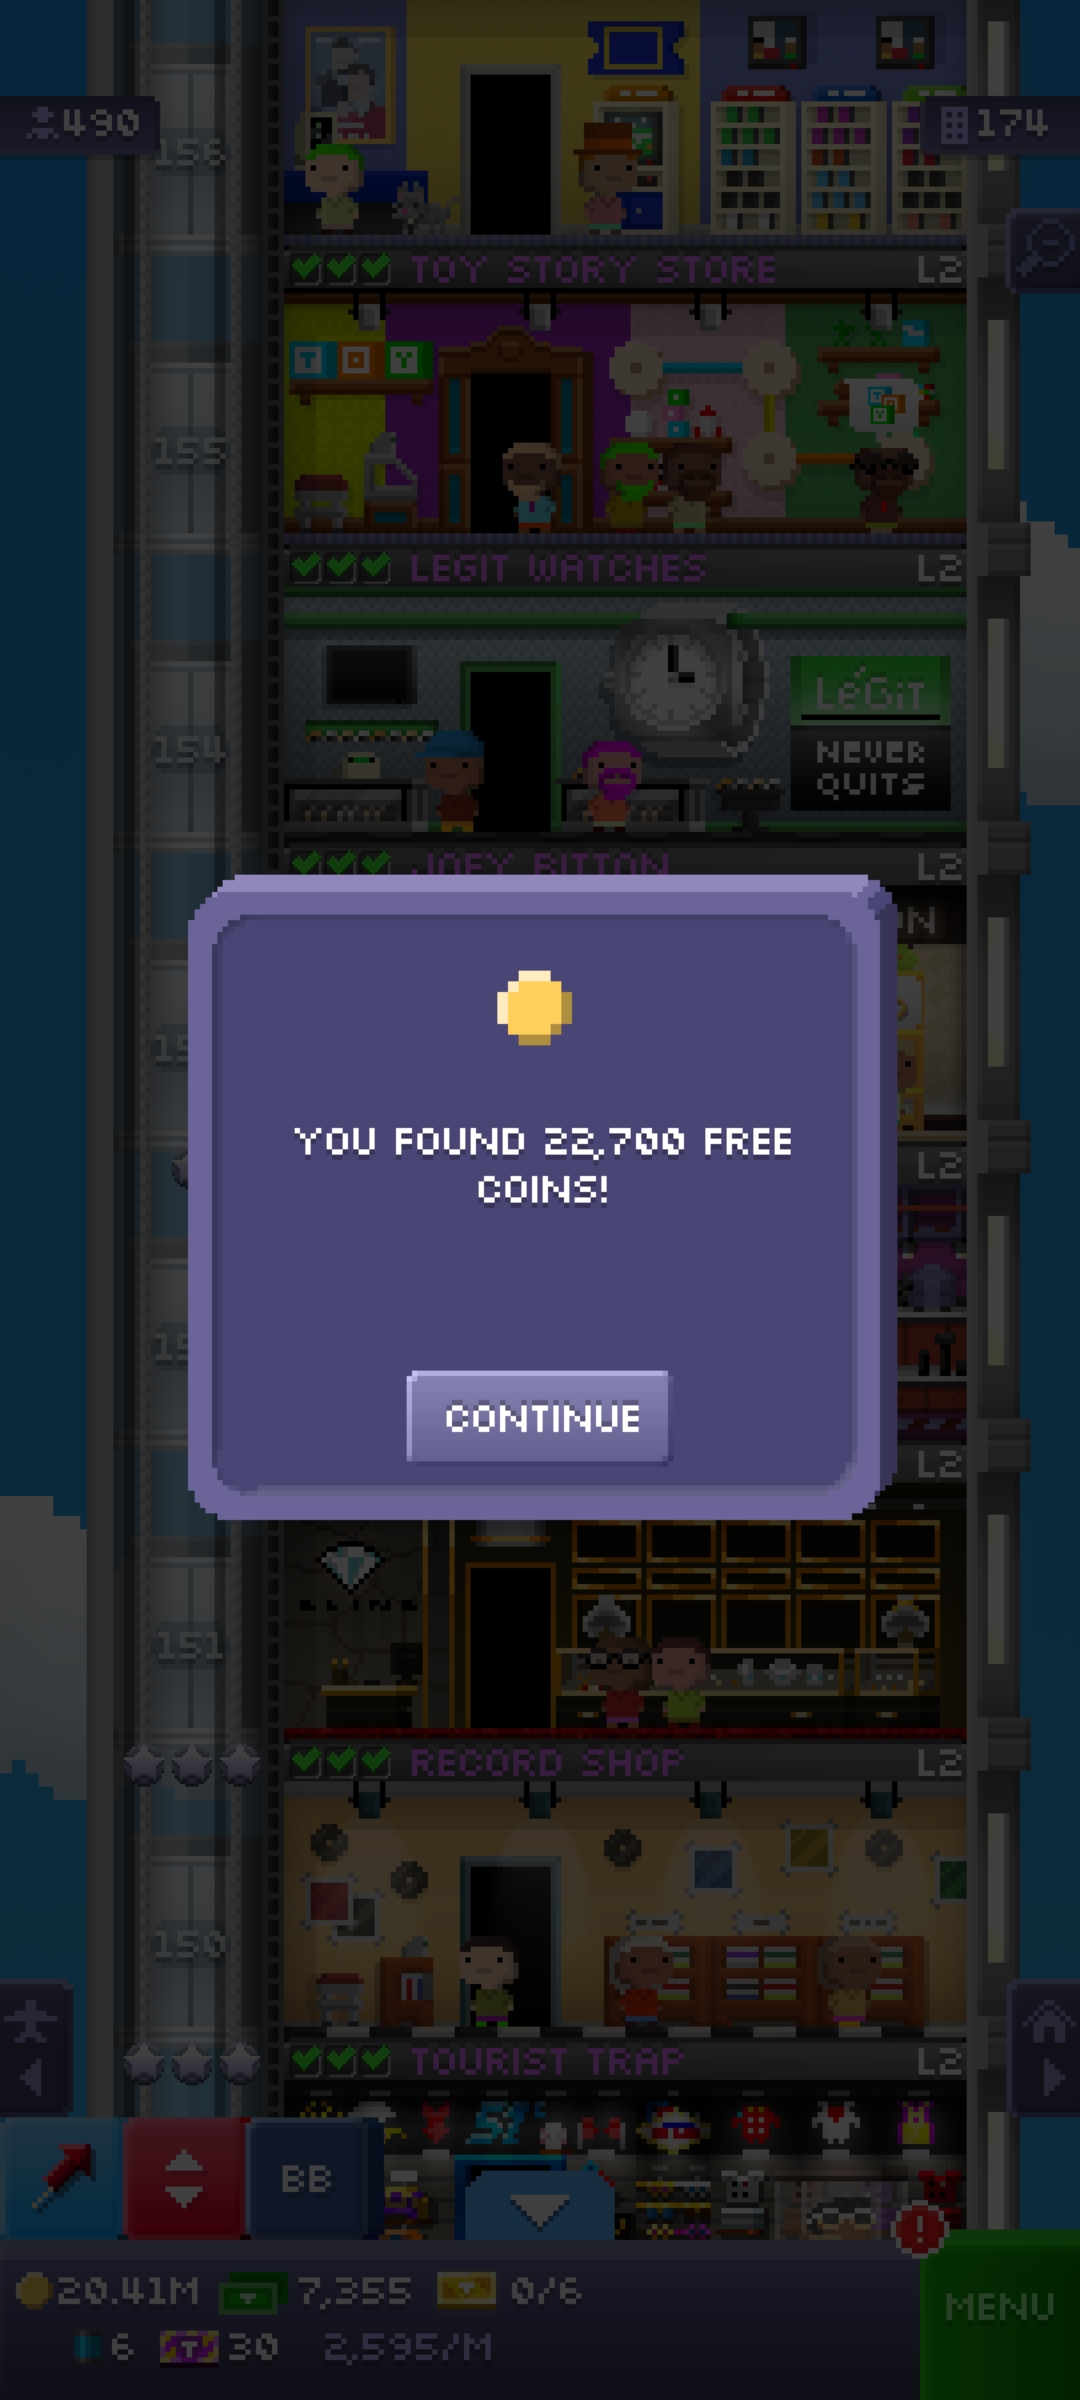 490
174
156
TOY STORY STORE L2
TOY
155
LEGIT WATCHES L2
LéGiT
154
NEVER
QUITS
JOEY BITTON L2
YOU FOUND 22,700 FREE
COINS!
L2
CONTINUE
L2
BLING
151
RECORD SHOP L2
150
TOURIST TRAP L2
BB
20.41M 7,355 0/6
MENU
6 T 30 2,595/M